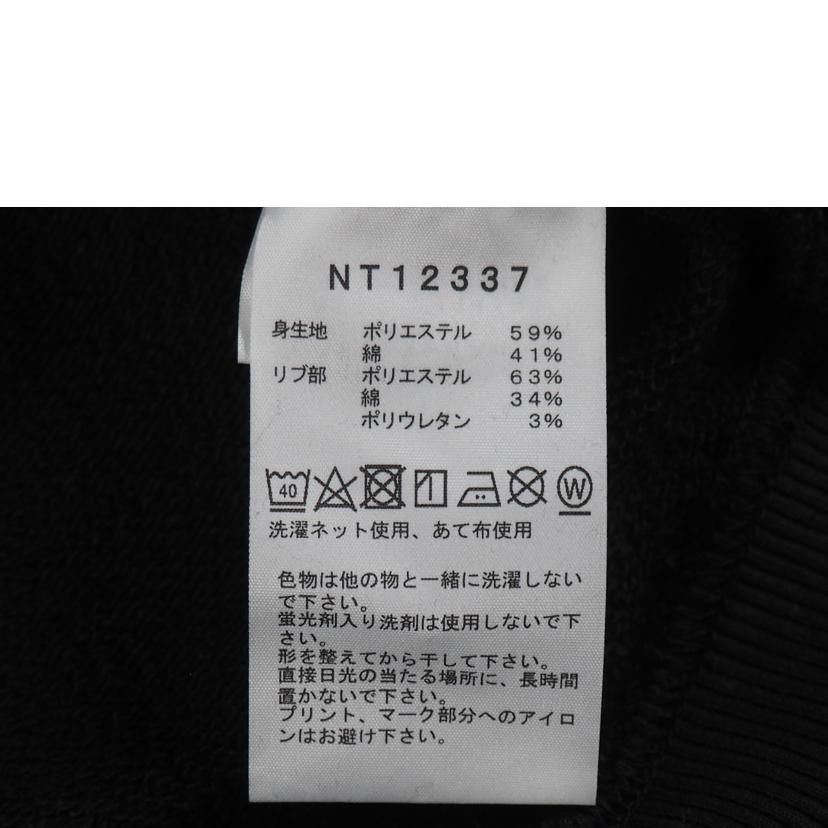 NT12337
身生地 ポリエステル 59%
綿 41%
リブ部 ポリエステル 63%
綿 34%
ポリウレタン 3%
40 W
洗濯ネット使用、あて布使用
色物は他の物と一緒に洗濯しない
で下さい。
蛍光剤入り洗剤は使用しないで下
さい。
形を整えてから干して下さい。
直接日光の当たる場所に、長時間
置かないで下さい。
プリント、マーク部分へのアイロ
ンはお避け下さい。